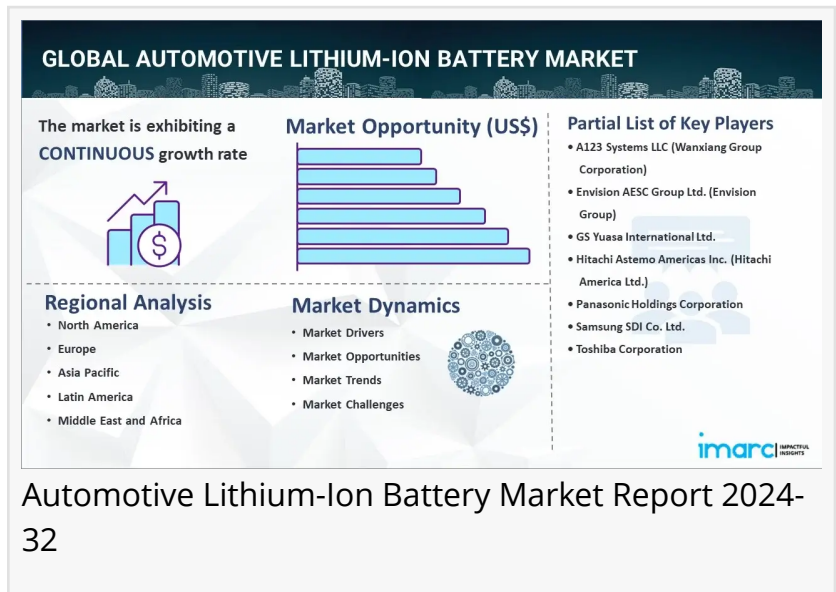 GLOBAL AUTOMOTIVE LITHIUM-ION BATTERY MARKET
The market is exhibiting a
CONTINUOUS growth rate
$
Market Opportunity (US$)
Regional Analysis
• North America
• Europe
• Asia Pacific
• Latin America
• Middle East and Africa
Market Dynamics
• Market Drivers
• Market Opportunities
• Market Trends
• Market Challenges
Partial List of Key Players
• A123 Systems LLC (Wanxiang Group
Corporation)
• Envision AESC Group Ltd. (Envision
Group)
• GS Yuasa International Ltd.
• Hitachi Astemo Americas Inc. (Hitachi
America Ltd.)
• Panasonic Holdings Corporation
• Samsung SDI Co. Ltd.
• Toshiba Corporation
imarc
IMPACTFUL
INSIGHTS
Automotive Lithium-Ion Battery Market Report 2024-
32